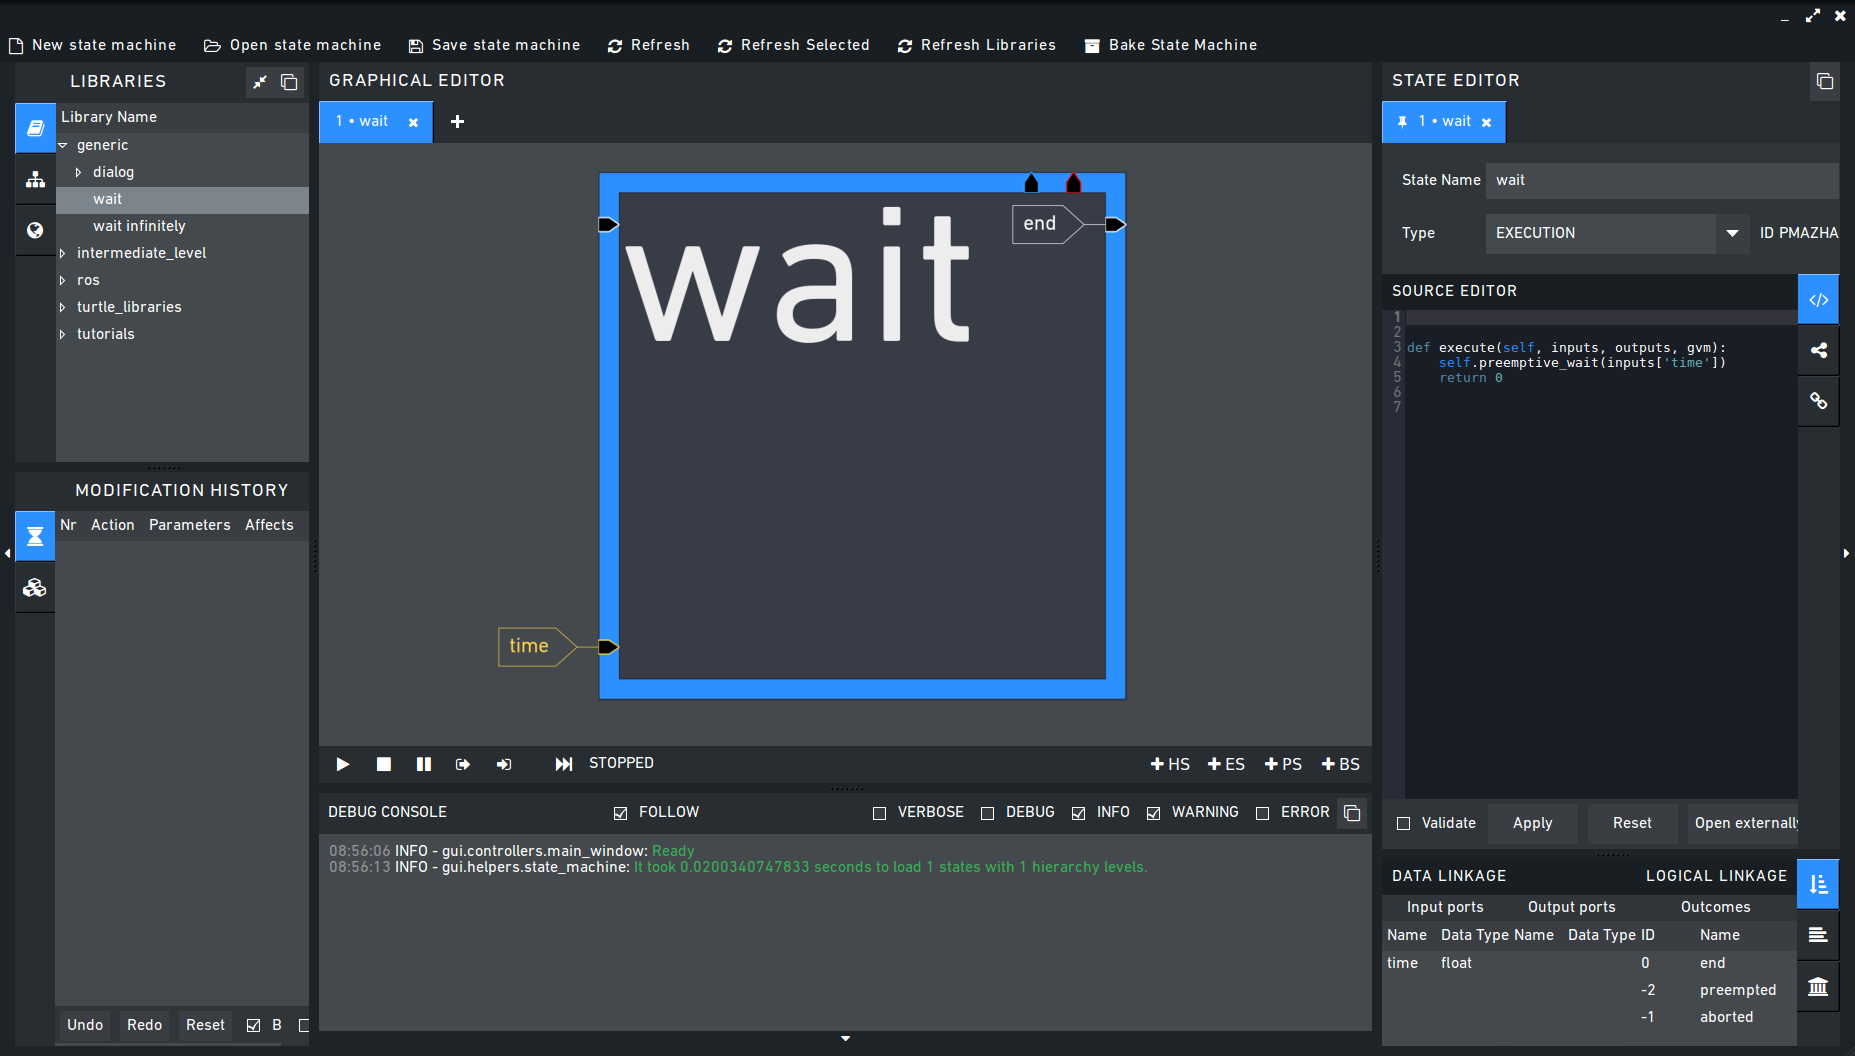 New state machine Open state machine Save state machine Refresh Refresh Selected Refresh Libraries Bake State Machine
LIBRARIES
Library Name
generic
dialog
wait
wait infinitely
intermediate_level
ros
turtle_libraries
tutorials
MODIFICATION HISTORY
Nr Action Parameters Affects
Undo Redo Reset B
GRAPHICAL EDITOR
1 • wait
wait
end
time
STOPPED
HS ES PS BS
DEBUG CONSOLE FOLLOW VERBOSE DEBUG INFO WARNING ERROR
08:56:06 INFO - gui.controllers.main_window: Ready
08:56:13 INFO - gui.helpers.state_machine: It took 0.0200340747833 seconds to load 1 states with 1 hierarchy levels.
STATE EDITOR
1 • wait
State Name wait
Type EXECUTION ID PMAZHA
SOURCE EDITOR
1
2
3 def execute(self, inputs, outputs, gvm):
4 self.preemptive_wait(inputs['time'])
5 return 0
6
7
Validate Apply Reset Open externally
DATA LINKAGE LOGICAL LINKAGE
Input ports Output ports Outcomes
Name Data Type Name Data Type ID Name
time float 0 end
-2 preempted
-1 aborted